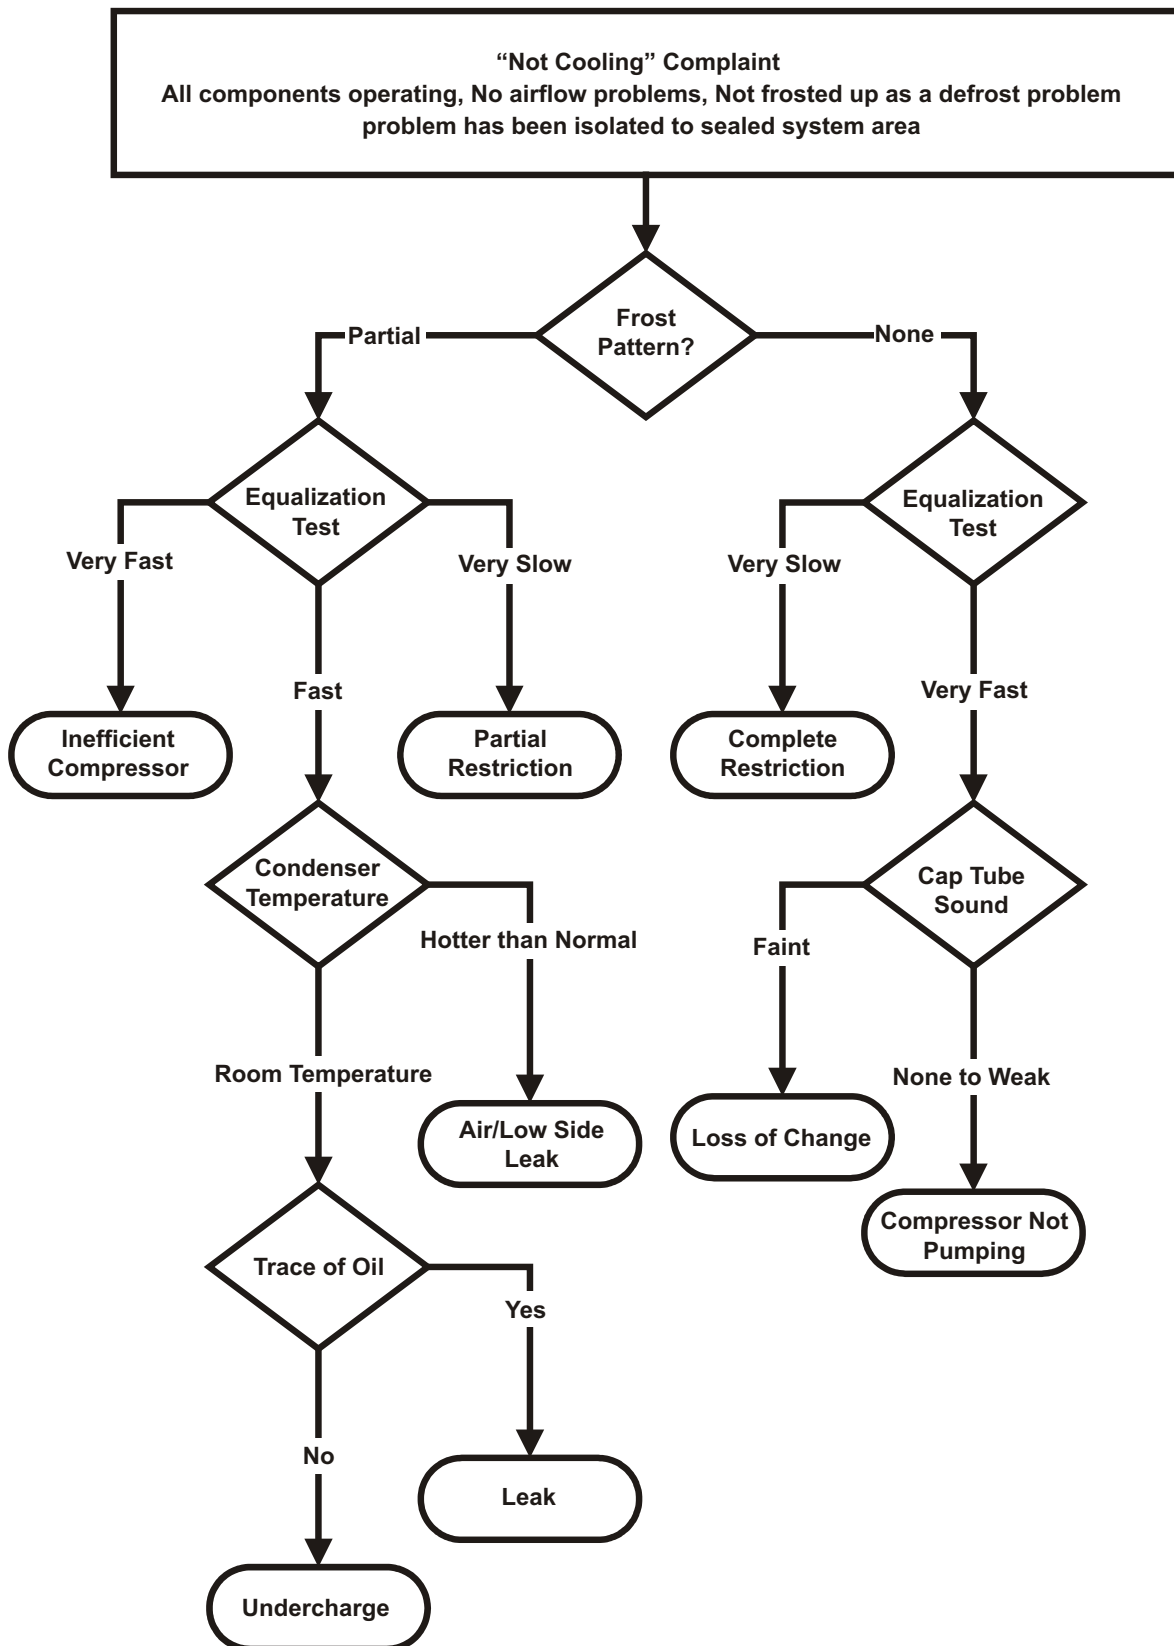 “Not Cooling” Complaint
All components operating, No airflow problems, Not frosted up as a defrost problem
problem has been isolated to sealed system area
Frost
Pattern?
Partial
None
Equalization
Test
Equalization
Test
Very Fast
Very Slow
Very Slow
Fast
Very Fast
Inefficient
Compressor
Partial
Restriction
Complete
Restriction
Condenser
Temperature
Cap Tube
Sound
Hotter than Normal
Faint
Room Temperature
None to Weak
Air/Low Side
Leak
Loss of Change
Compressor Not
Pumping
Trace of Oil
Yes
No
Leak
Undercharge